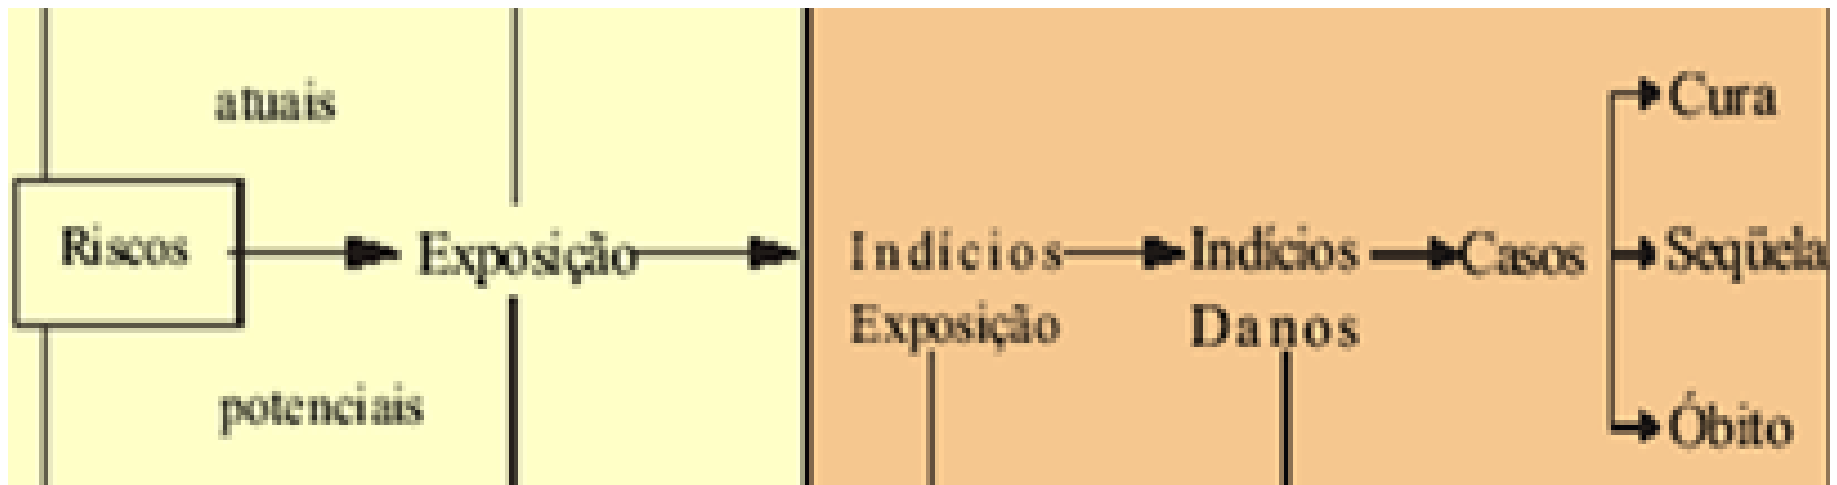 atuais
Riscos
potenciais
Exposição
Indícios
Exposição
Indícios
Danos
Casos
Cura
Seqüela
Óbito